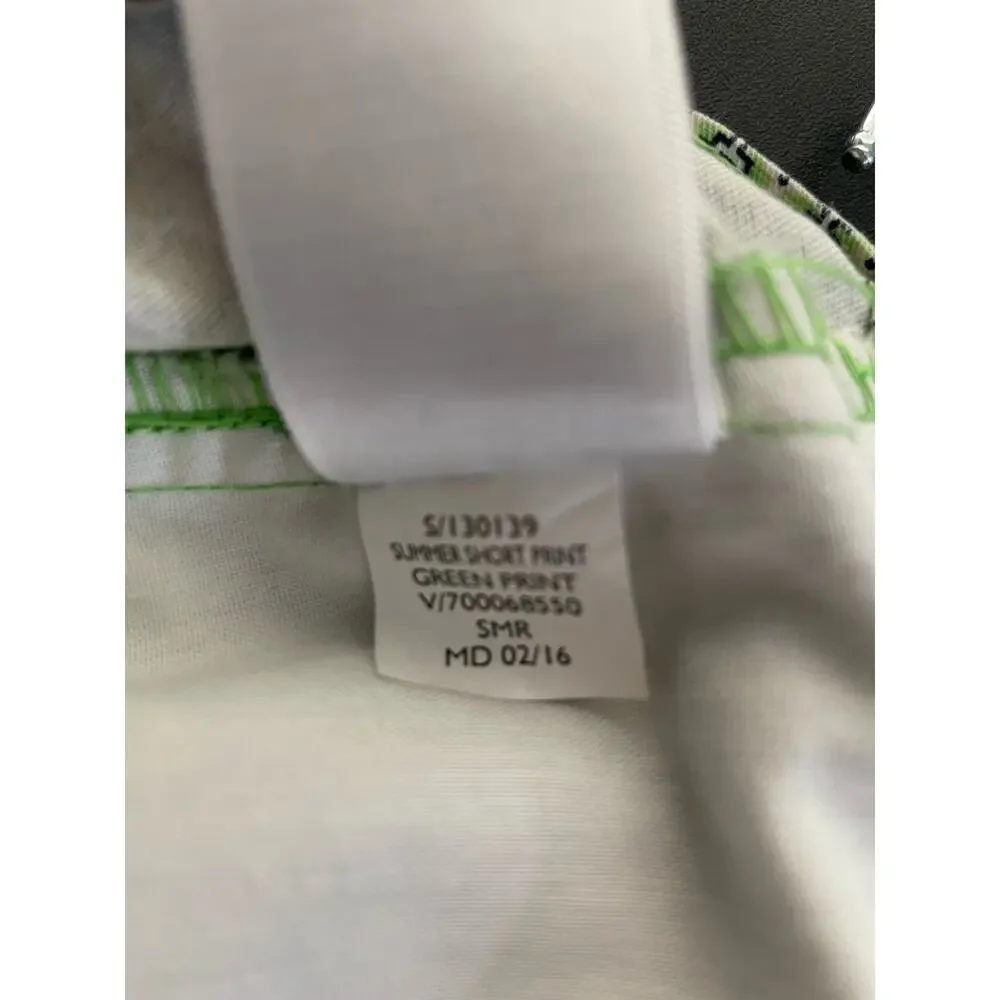 S/130139
SUMMER SHORT PRINT
GREEN PRINT
V/700068550
SMR
MD 02/16